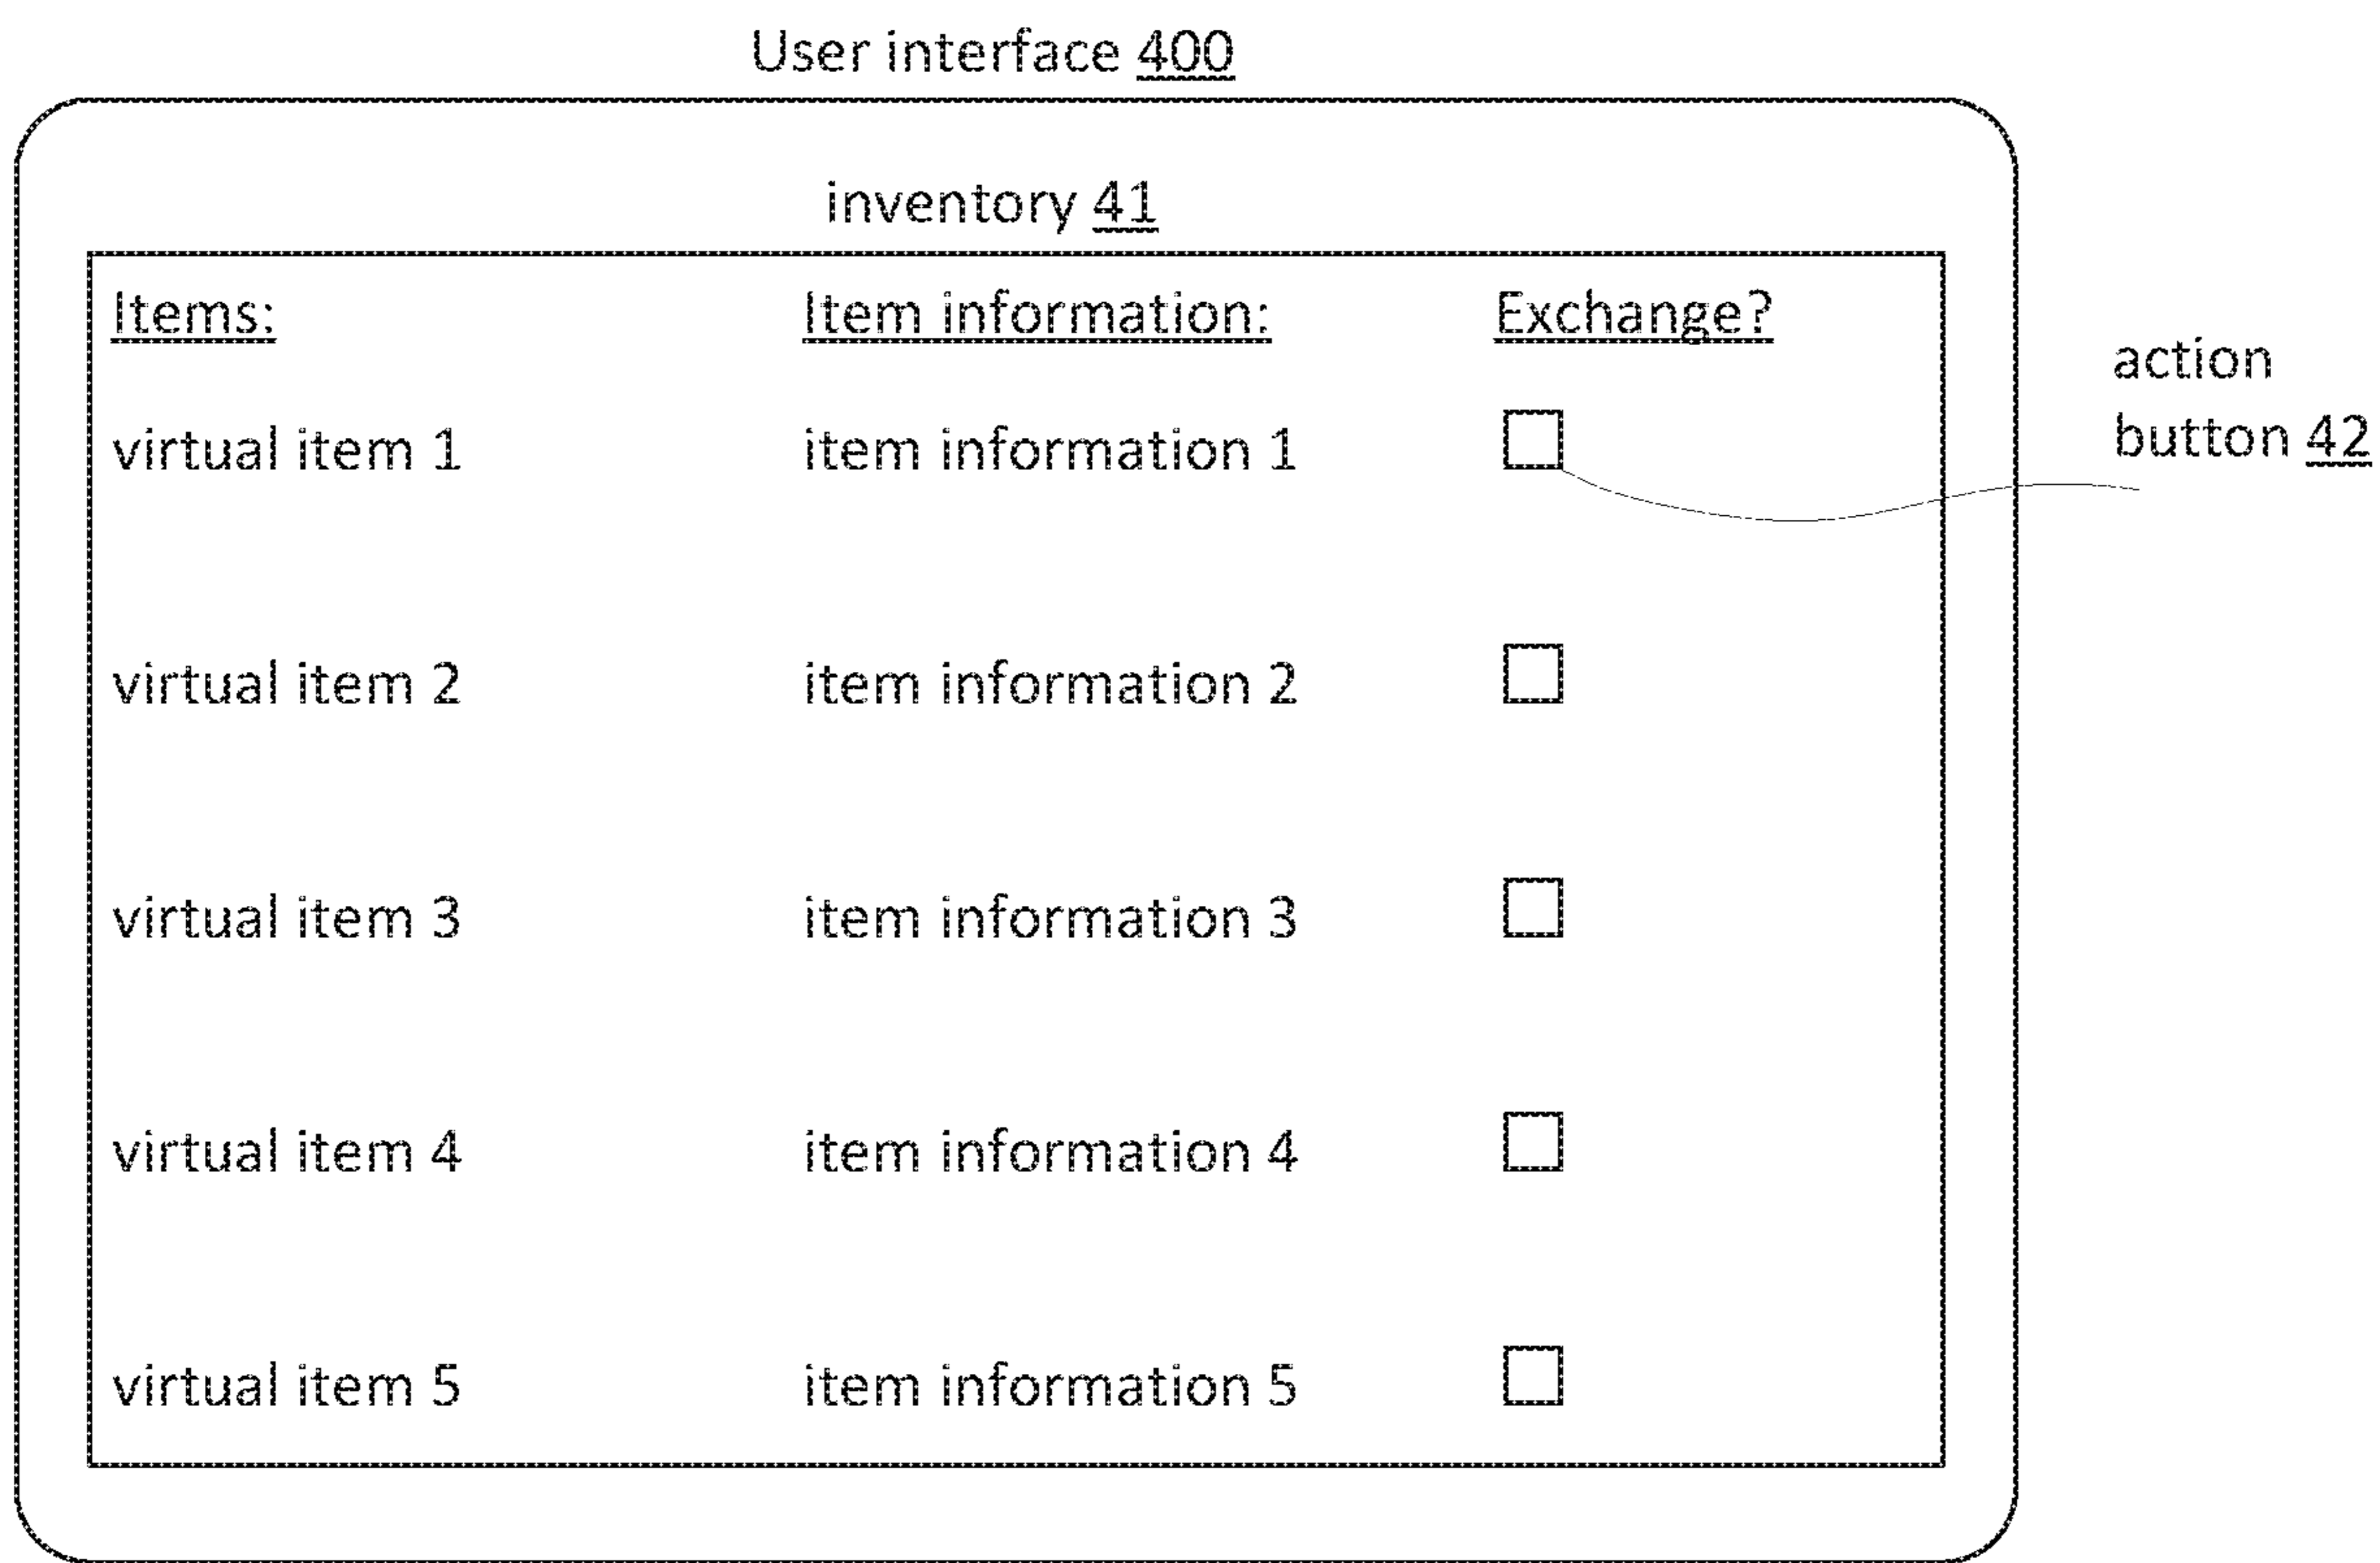 User interface 400
inventory 41
Items: Item information: Exchange?
action
button 42
virtual item 1 item information 1
virtual item 2 item information 2
virtual item 3 item information 3
virtual item 4 item information 4
virtual item 5 item information 5